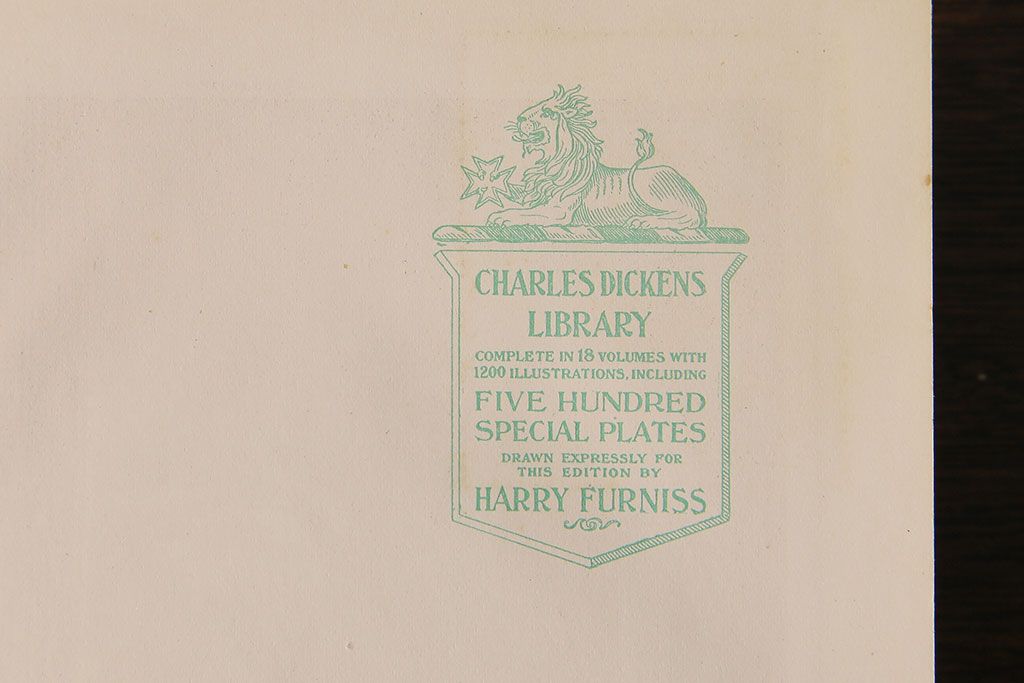 CHARLES DICKENS
LIBRARY
COMPLETE IN 18 VOLUMES WITH
1200 ILLUSTRATIONS, INCLUDING
FIVE HUNDRED
SPECIAL PLATES
DRAWN EXPRESSLY FOR
THIS EDITION BY
HARRY FURNISS